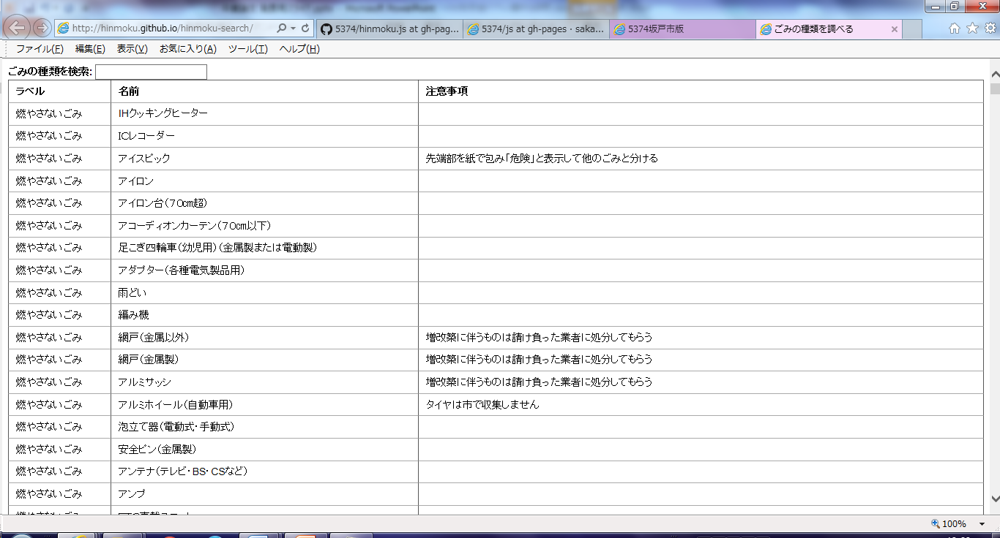 http://hinmoku.github.io/hinmoku-search/
5374/hinmoku.js at gh-pag...
5374/js at gh-pages · saka...
5374坂戸市版
ごみの種類を調べる
ファイル(F) 編集(E) 表示(V) お気に入り(A) ツール(T) ヘルプ(H)
ごみの種類を検索:
ラベル 名前 注意事項
燃やさないごみ IHクッキングヒーター
燃やさないごみ ICレコーダー
燃やさないごみ アイスピック 先端部を紙で包み「危険」と表示して他のごみと分ける
燃やさないごみ アイロン
燃やさないごみ アイロン台(70cm超)
燃やさないごみ アコーディオンカーテン(70cm以下)
燃やさないごみ 足こぎ四輪車(幼児用)(金属製または電動製)
燃やさないごみ アダプター(各種電気製品用)
燃やさないごみ 雨どい
燃やさないごみ 編み機
燃やさないごみ 網戸(金属以外) 増改築に伴うものは請け負った業者に処分してもらう
燃やさないごみ 網戸(金属製) 増改築に伴うものは請け負った業者に処分してもらう
燃やさないごみ アルミサッシ 増改築に伴うものは請け負った業者に処分してもらう
燃やさないごみ アルミホイール(自動車用) タイヤは市で収集しません
燃やさないごみ 泡立て器(電動式・手動式)
燃やさないごみ 安全ピン(金属製)
燃やさないごみ アンテナ(テレビ・BS・CSなど)
燃やさないごみ アンプ
100%